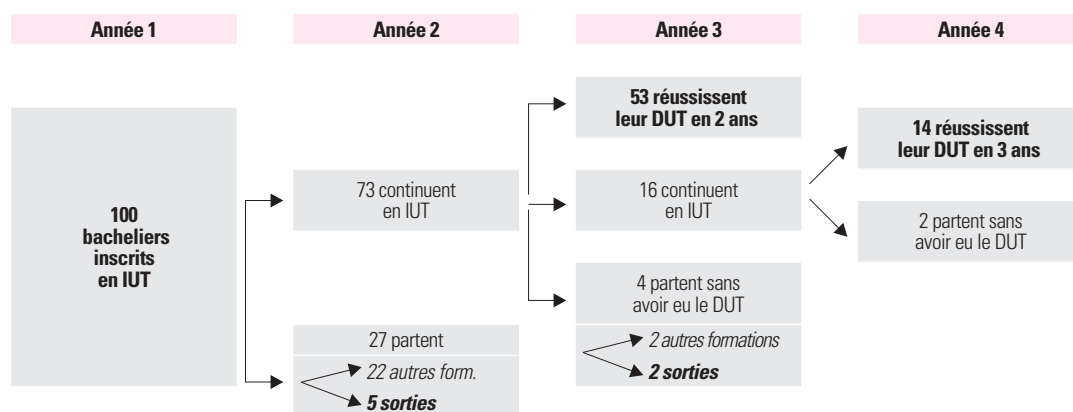 Année 1
Année 2
Année 3
Année 4
100
bacheliers
inscrits
en IUT
73 continuent
en IUT
27 partent
22 autres form.
5 sorties
53 réussissent
leur DUT en 2 ans
16 continuent
en IUT
4 partent sans
avoir eu le DUT
2 autres formations
2 sorties
14 réussissent
leur DUT en 3 ans
2 partent sans
avoir eu le DUT